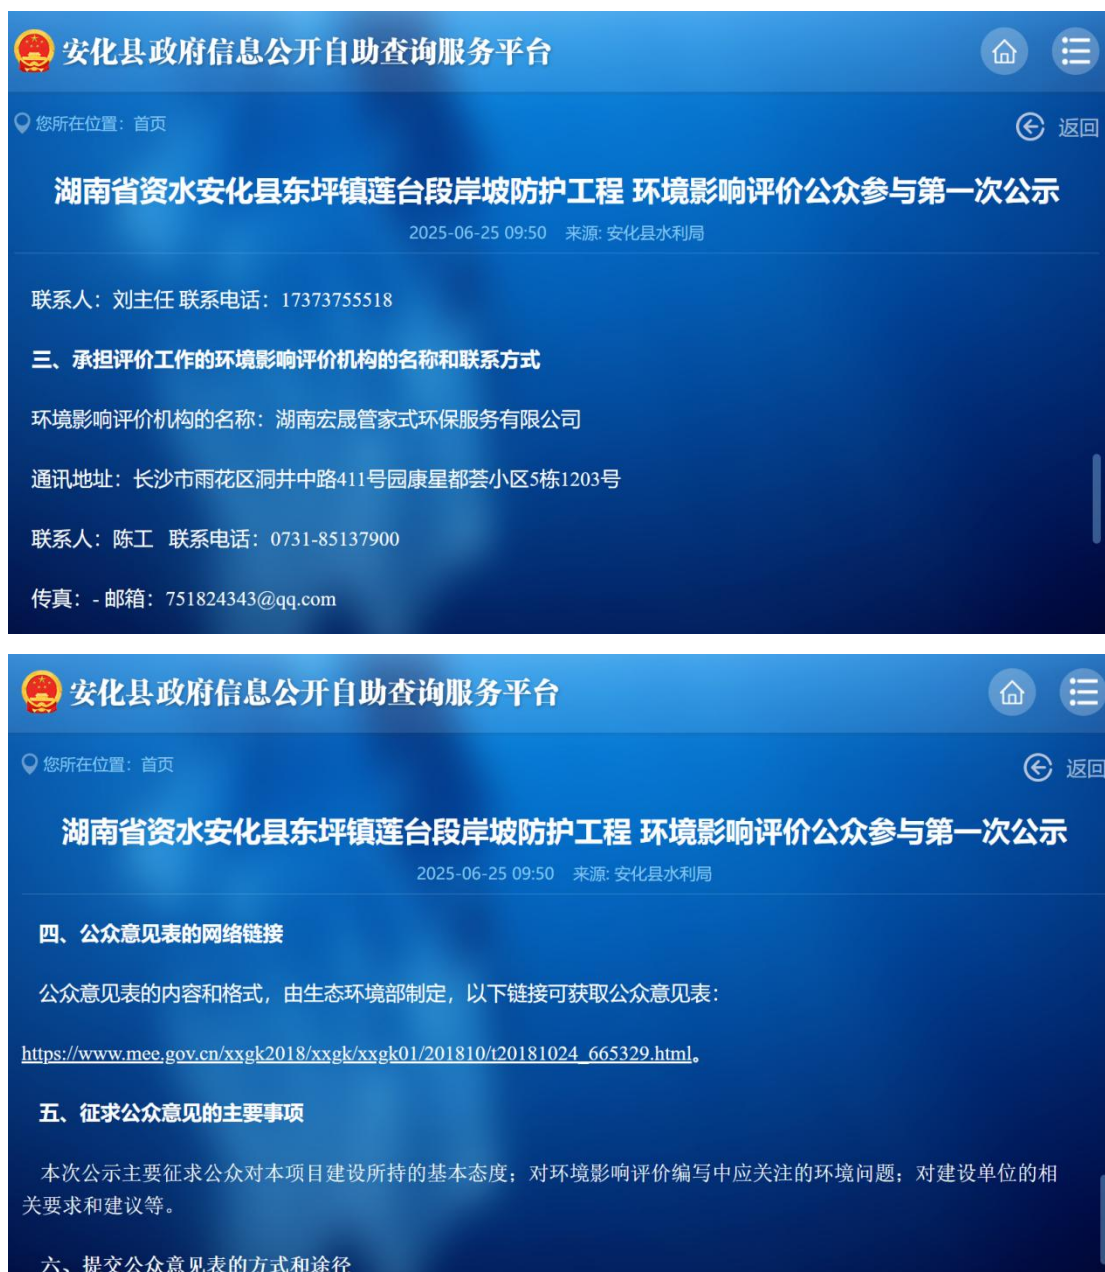 安化县政府信息公开自助查询服务平台
您所在位置：首页
返回
湖南省资水安化县东坪镇莲台段岸坡防护工程 环境影响评价公众参与第一次公示
2025-06-25 09:50 来源: 安化县水利局
联系人：刘主任 联系电话：17373755518
三、承担评价工作的环境影响评价机构的名称和联系方式
环境影响评价机构的名称：湖南宏晟管家式环保服务有限公司
通讯地址：长沙市雨花区洞井中路411号园康星都荟小区5栋1203号
联系人：陈工 联系电话：0731-85137900
传真：- 邮箱：751824343@qq.com
安化县政府信息公开自助查询服务平台
您所在位置：首页
返回
湖南省资水安化县东坪镇莲台段岸坡防护工程 环境影响评价公众参与第一次公示
2025-06-25 09:50 来源: 安化县水利局
四、公众意见表的网络链接
公众意见表的内容和格式，由生态环境部制定，以下链接可获取公众意见表：
https://www.mee.gov.cn/xxgk2018/xxgk/xxgk01/201810/t20181024_665329.html。
五、征求公众意见的主要事项
本次公示主要征求公众对本项目建设所持的基本态度；对环境影响评价编写中应关注的环境问题；对建设单位的相
关要求和建议等。
六、提交公众意见表的方式和途径